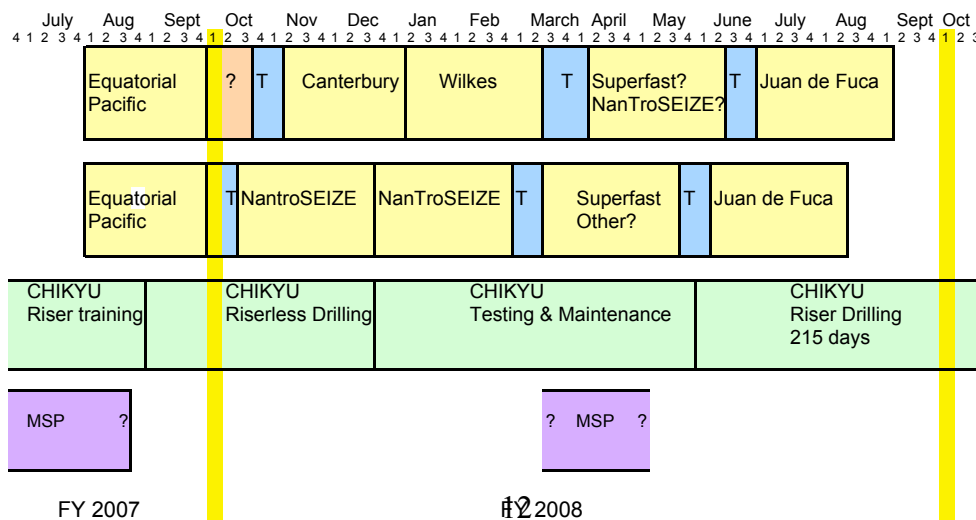 July Aug Sept Oct Nov Dec Jan Feb March April May June July Aug Sept Oct
4 1 2 3 4 1 2 3 4 1 2 3 4 1 2 3 4 1 2 3 4 1 2 3 4 1 2 3 4 1 2 3 4 1 2 3 4 1 2 3 4 1 2 3 4 1 2 3 4 1 2 3 4 1 2 3 4 1 2 3 4 1 2 3
Equatorial ? T Canterbury Wilkes T Superfast? T Juan de Fuca
Pacific NanTroSEIZE?
Equatorial T NantroSEIZE NanTroSEIZE T Superfast T Juan de Fuca
Pacific Other?
CHIKYU CHIKYU CHIKYU CHIKYU
Riser training Riserless Drilling Testing & Maintenance Riser Drilling
215 days
MSP ? ? MSP ?
FY 2007 FY 2008
12